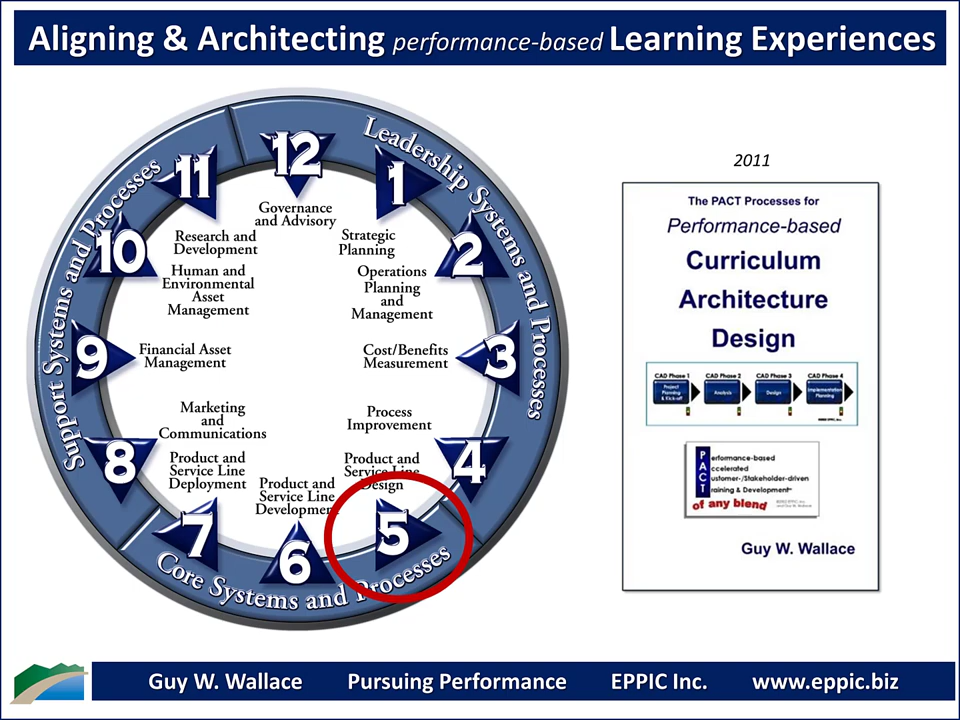 Aligning & Architecting performance-based Learning Experiences
Leadership Systems and Processes
Core Systems and Processes
Support Systems and Processes
12
Governance
and Advisory
1
Strategic
Planning
2
Operations
Planning
and
Management
3
Cost/Benefits
Measurement
4
Process
Improvement
5
Product and
Service Line
Design
6
Product and
Service Line
Development
7
Product and
Service Line
Deployment
8
Marketing
and
Communications
9
Financial Asset
Management
10
Human and
Environmental
Asset
Management
11
Research and
Development
2011
The PACT Processes for
Performance-based
Curriculum
Architecture
Design
CAD Phase 1
Project
Planning
& Kick-off
CAD Phase 2
Analysis
CAD Phase 3
Design
CAD Phase 4
Implementation
Planning
Performance-based
Accelerated
Customer-/Stakeholder-driven
Training & Development
of any blend
Guy W. Wallace
Guy W. Wallace Pursuing Performance EPPIC Inc. www.eppic.biz